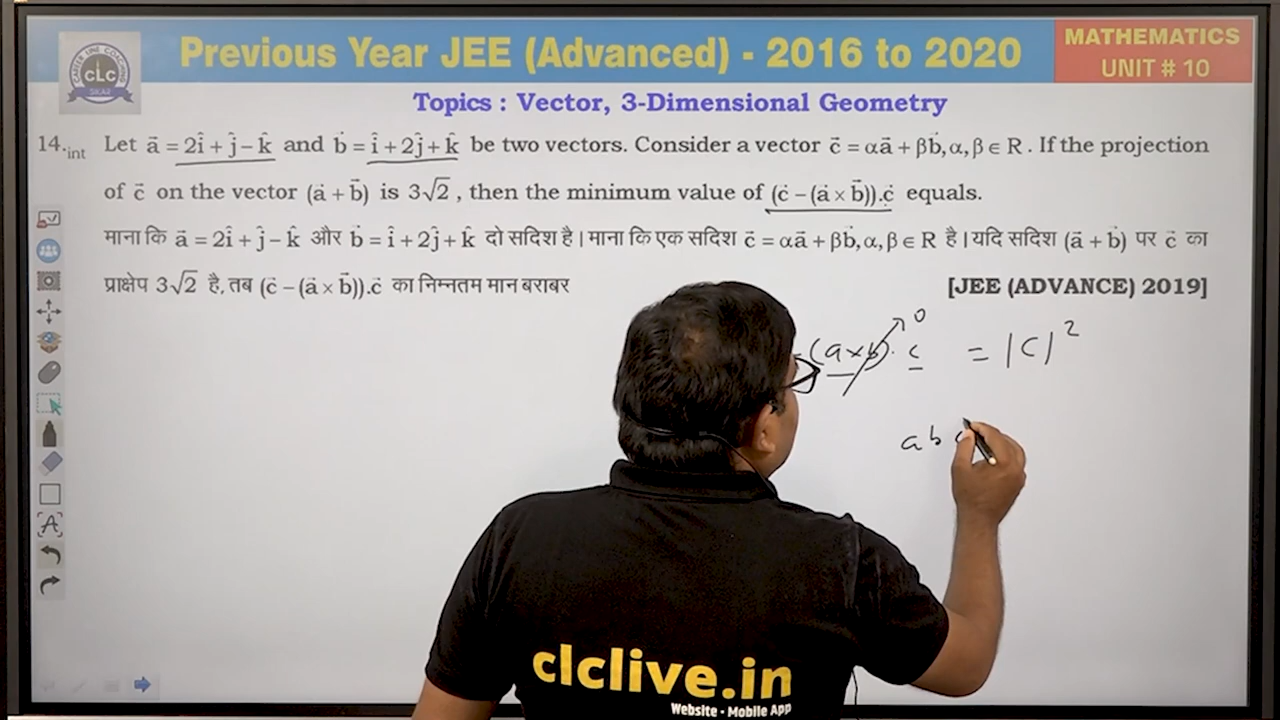 Previous Year JEE (Advanced) - 2016 to 2020
MATHEMATICS
UNIT # 10
CLC
SIKAR
Topics : Vector, 3-Dimensional Geometry
14.int Let a⃗ = 2î + ĵ − k̂ and b⃗ = î + 2ĵ + k̂ be two vectors. Consider a vector c⃗ = αa⃗ + βb⃗, α, β ∈ R. If the projection
of c⃗ on the vector (a⃗ + b⃗) is 3√2, then the minimum value of (c⃗ − (a⃗ × b⃗)).c⃗ equals.
माना कि a⃗ = 2î + ĵ − k̂ और b⃗ = î + 2ĵ + k̂ दो सदिश है। माना कि एक सदिश c⃗ = αa⃗ + βb⃗, α, β ∈ R है। यदि सदिश (a⃗ + b⃗) पर c⃗ का
प्राक्षेप 3√2 है, तब (c⃗ − (a⃗ × b⃗)).c⃗ का निम्नतम मान बराबर
[JEE (ADVANCE) 2019]
−(a×b)·c 0 = |c|²
a b
clclive.in
Website - Mobile App